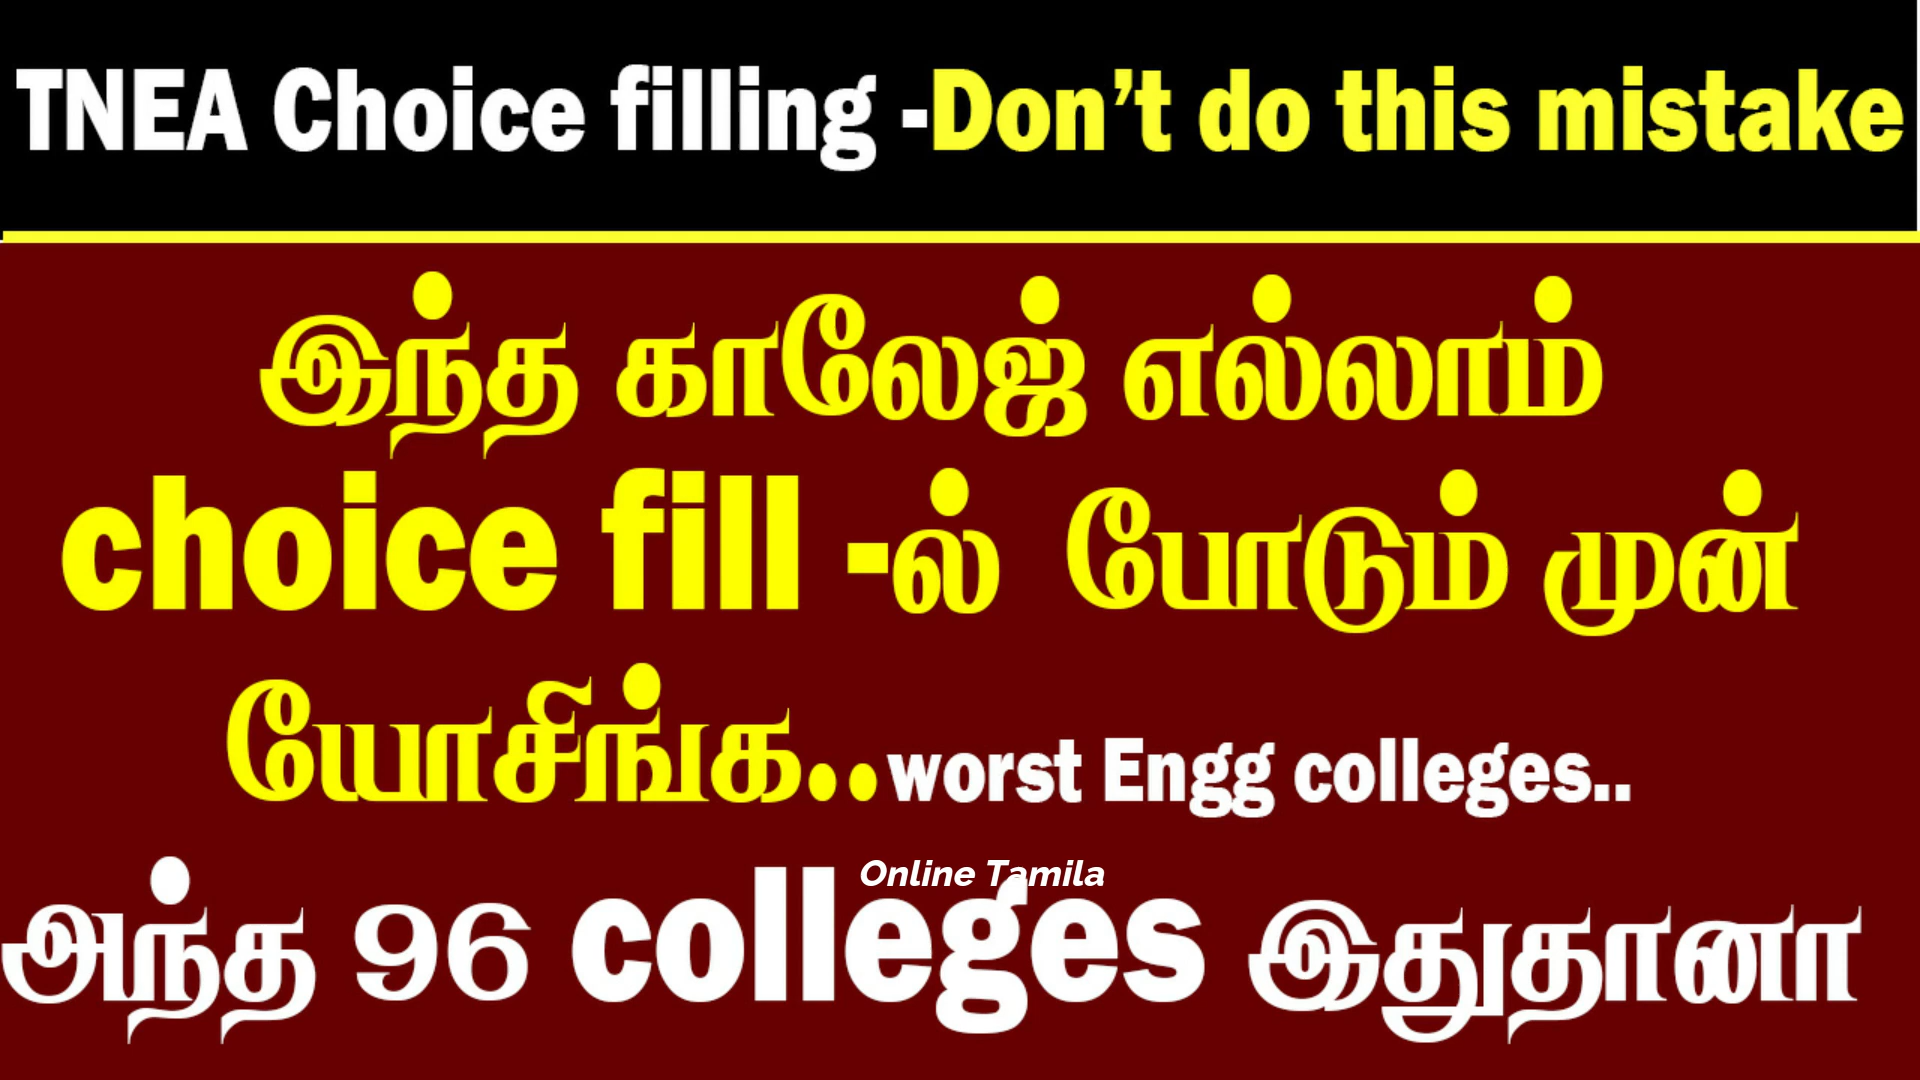 TNEA Choice filling -Don’t do this mistake
இந்த காலேஜ் எல்லாம்
choice fill -ல் போடும் முன்
யோசிங்க..worst Engg colleges..
Online Tamila
அந்த 96 colleges இதுதானா